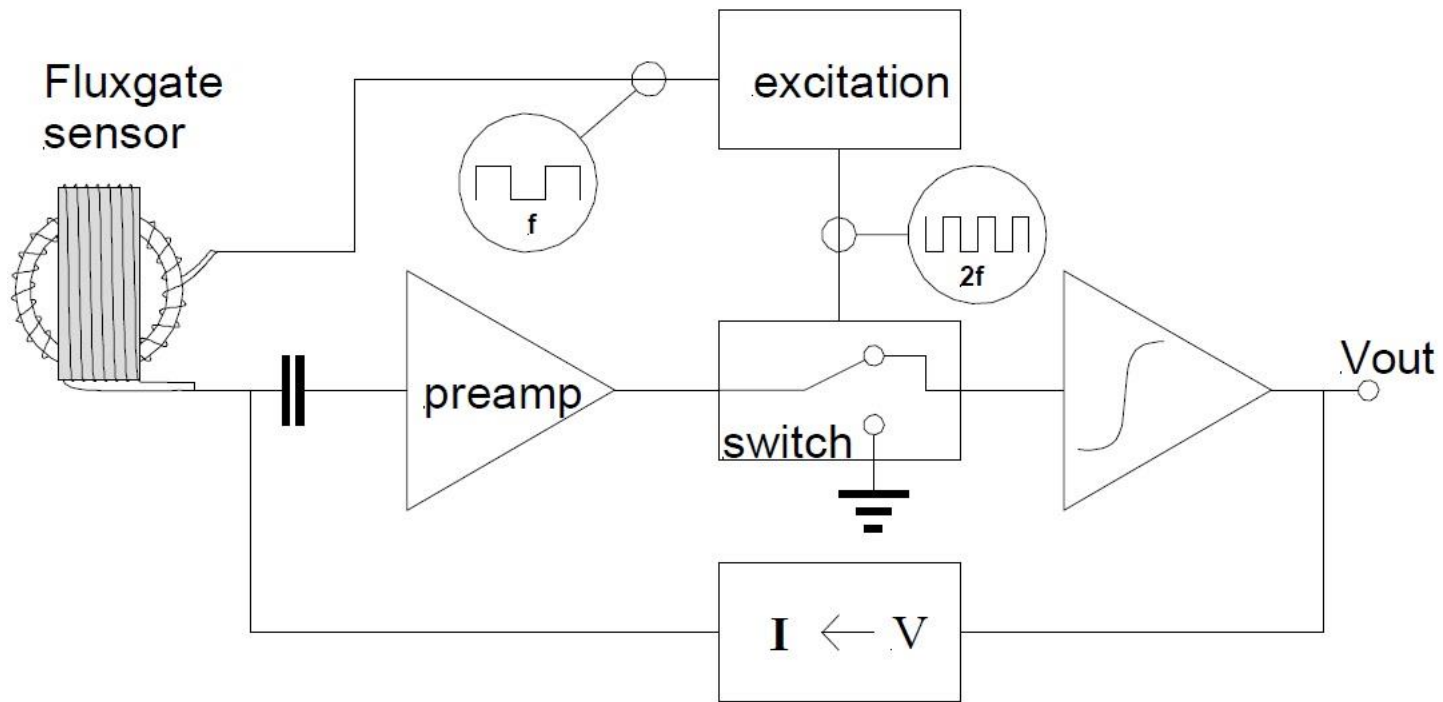 Fluxgate
sensor
excitation
f
2f
preamp
switch
Vout
I ← V